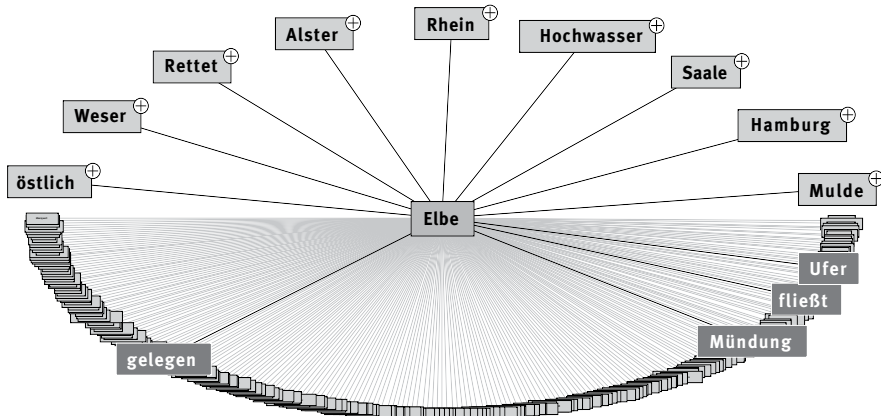 Rhein
Alster
Hochwasser
Rettet
Saale
Weser
Hamburg
östlich
Mulde
Elbe
Ufer
fließt
Mündung
gelegen